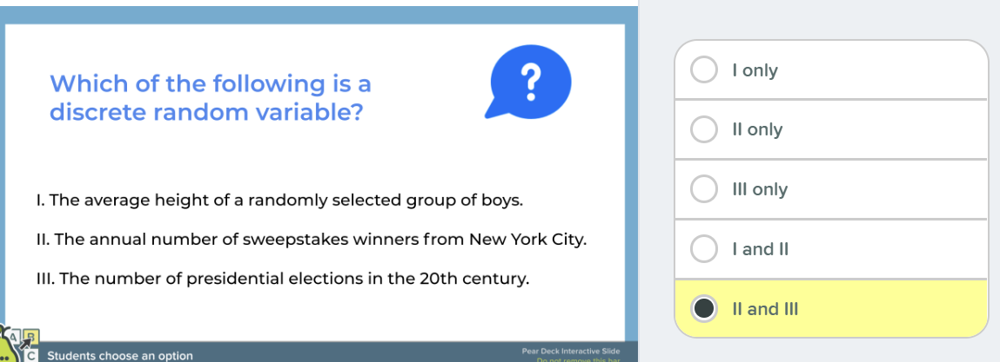 Which of the following is a
discrete random variable?
?
I. The average height of a randomly selected group of boys.
II. The annual number of sweepstakes winners from New York City.
III. The number of presidential elections in the 20th century.
A B
C Students choose an option
Pear Deck Interactive Slide
Do not remove this bar
I only
II only
III only
I and II
II and III